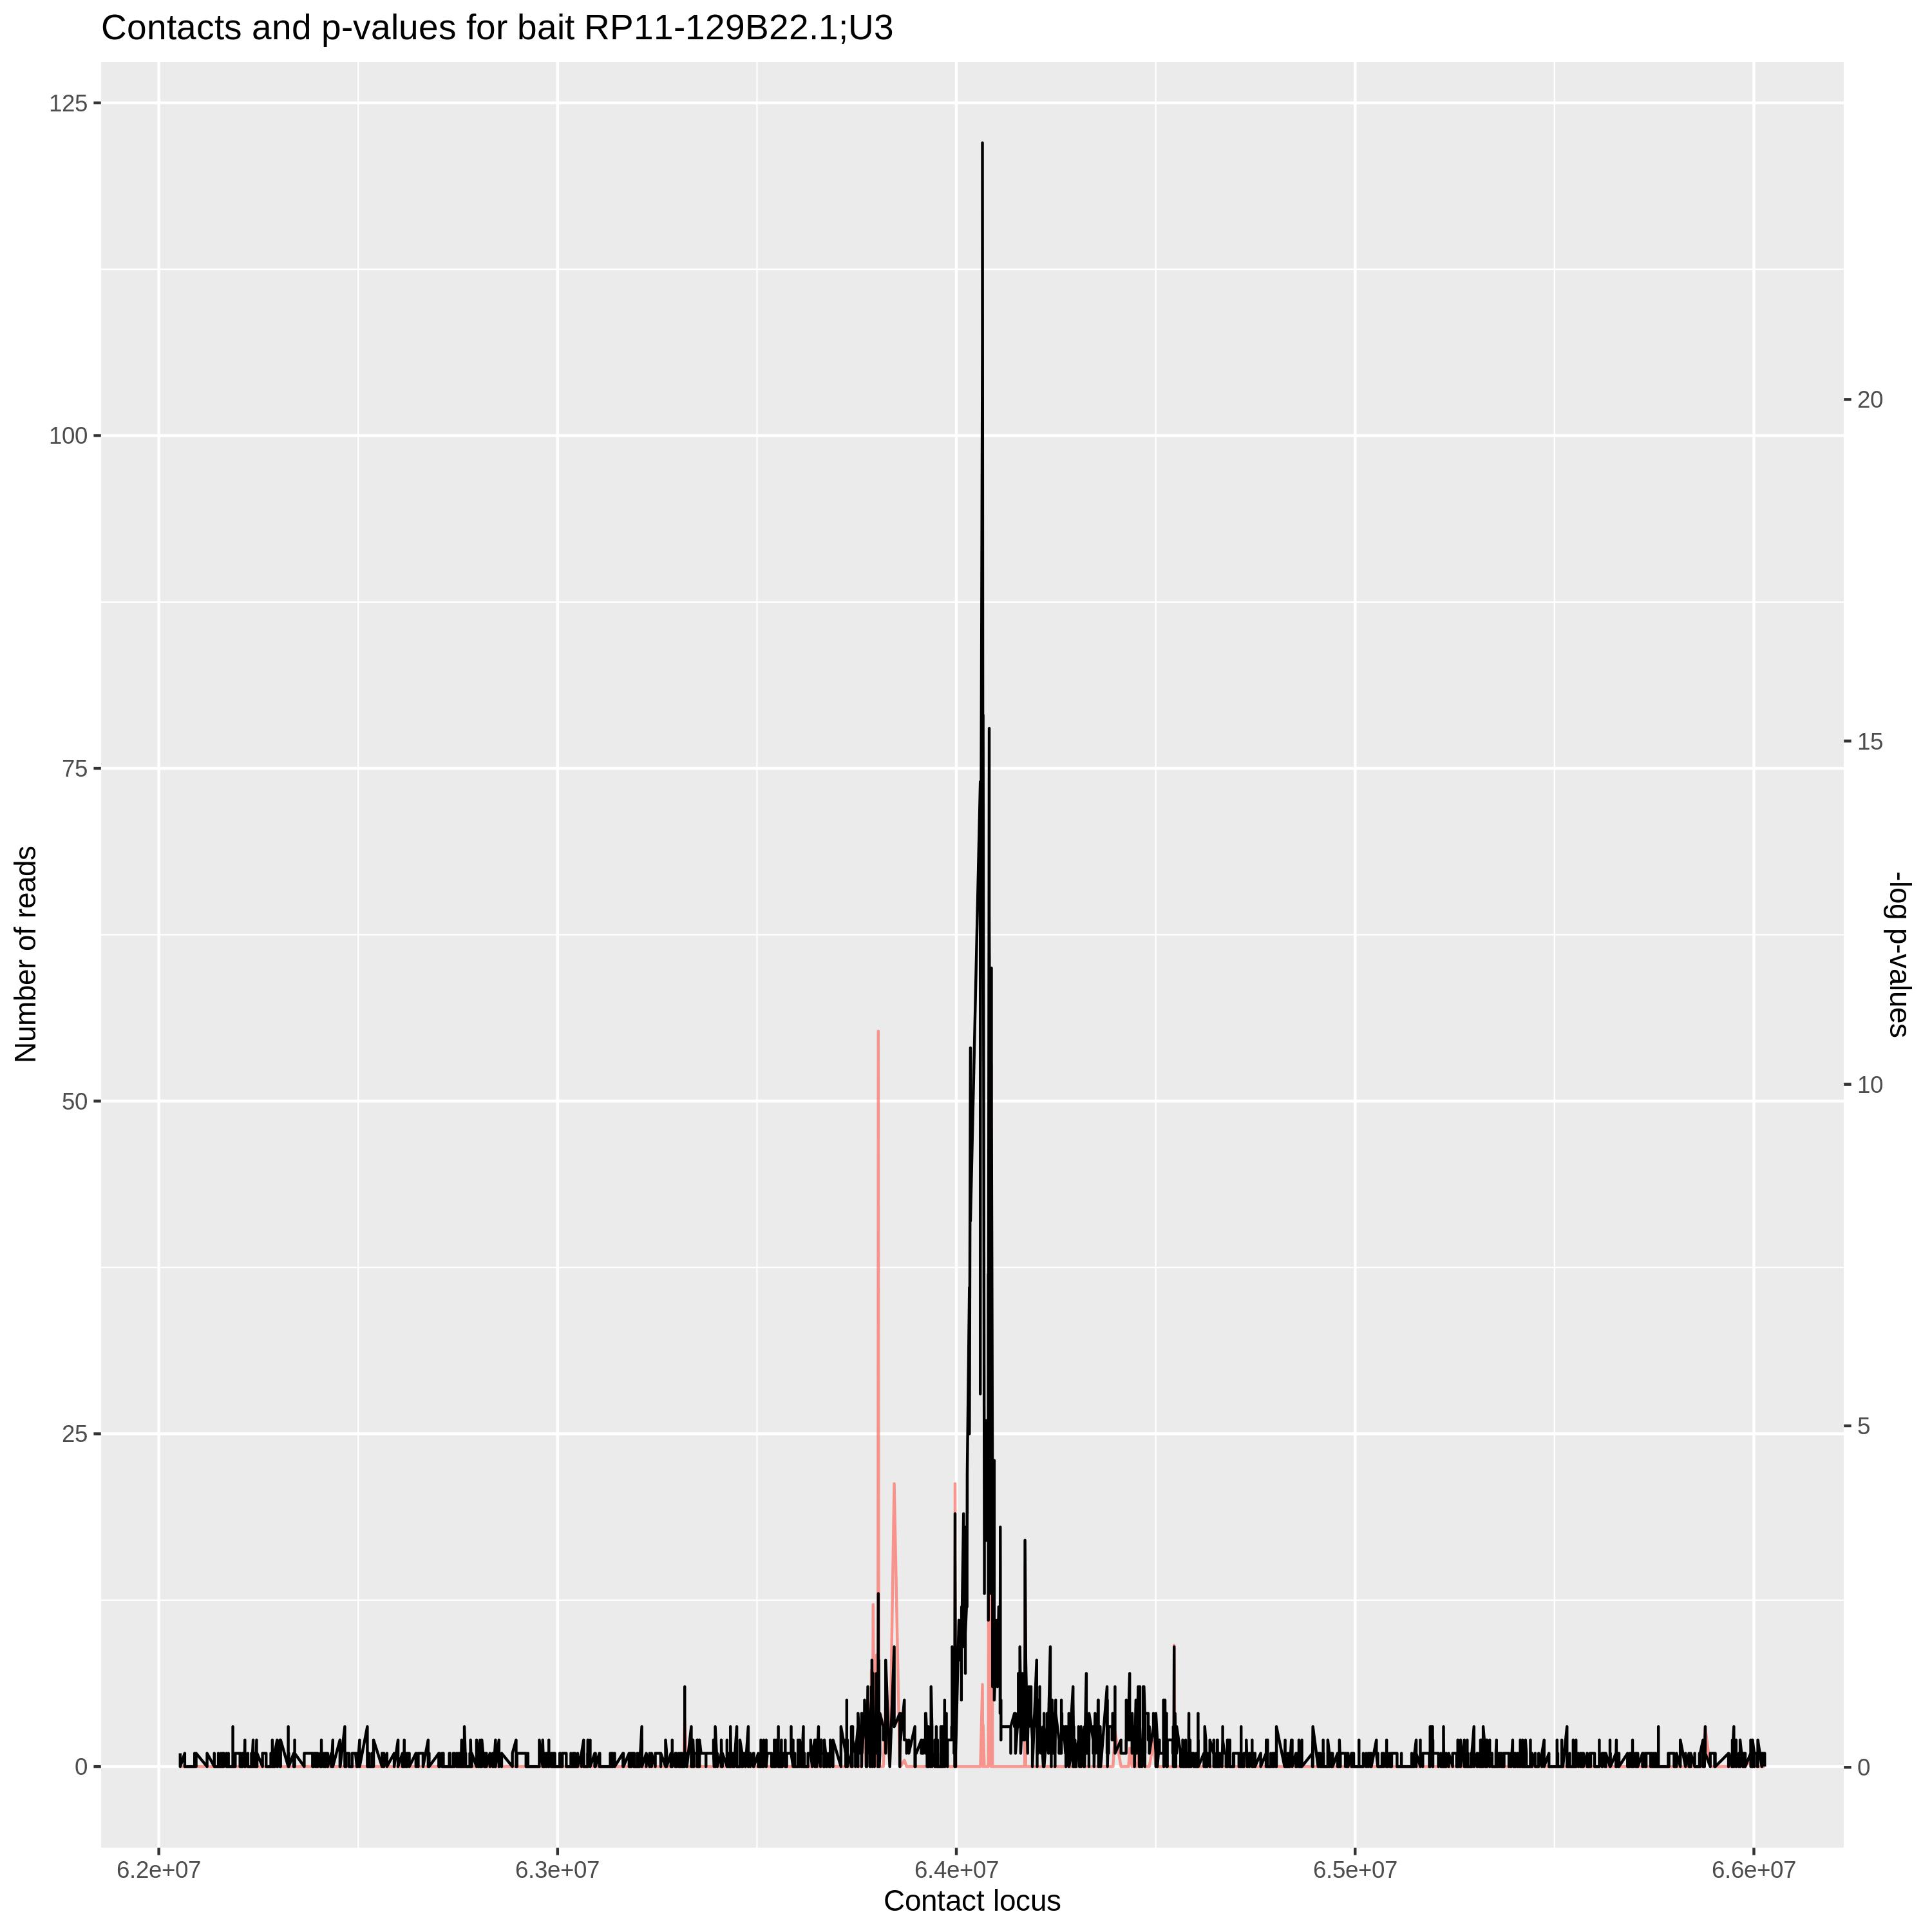 Contacts and p-values for bait RP11-129B22.1;U3
125
100
75
50
25
0
Number of reads
20
15
10
5
0
-log p-values
6.2e+07
6.3e+07
6.4e+07
6.5e+07
6.6e+07
Contact locus